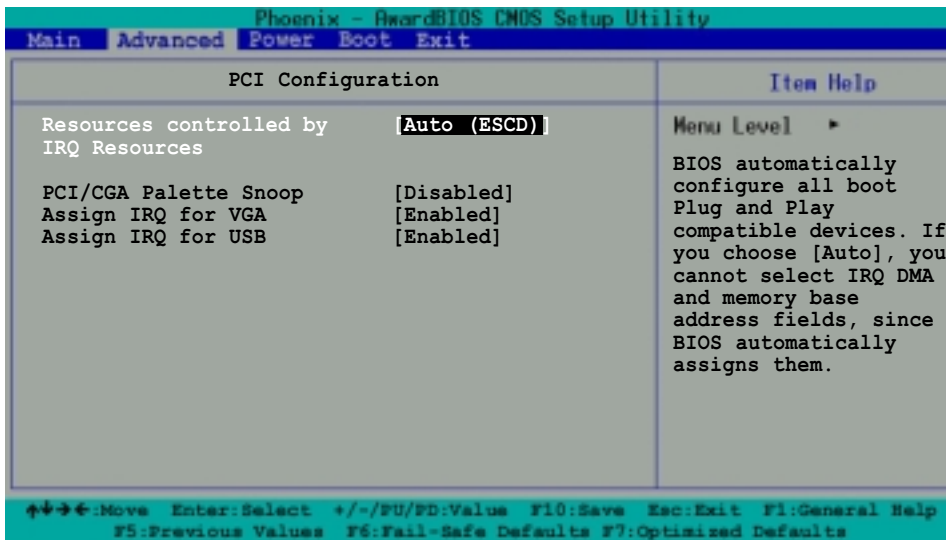 Phoenix - AwardBIOS CMOS Setup Utility
Main Advanced Power Boot Exit
PCI Configuration
Resources controlled by [Auto (ESCD)]
IRQ Resources
PCI/CGA Palette Snoop [Disabled]
Assign IRQ for VGA [Enabled]
Assign IRQ for USB [Enabled]
Item Help
Menu Level ▸
BIOS automatically
configure all boot
Plug and Play
compatible devices. If
you choose [Auto], you
cannot select IRQ DMA
and memory base
address fields, since
BIOS automatically
assigns them.
↑↓→←:Move Enter:Select +/-/PU/PD:Value F10:Save Esc:Exit F1:General Help
F5:Previous Values F6:Fail-Safe Defaults F7:Optimized Defaults